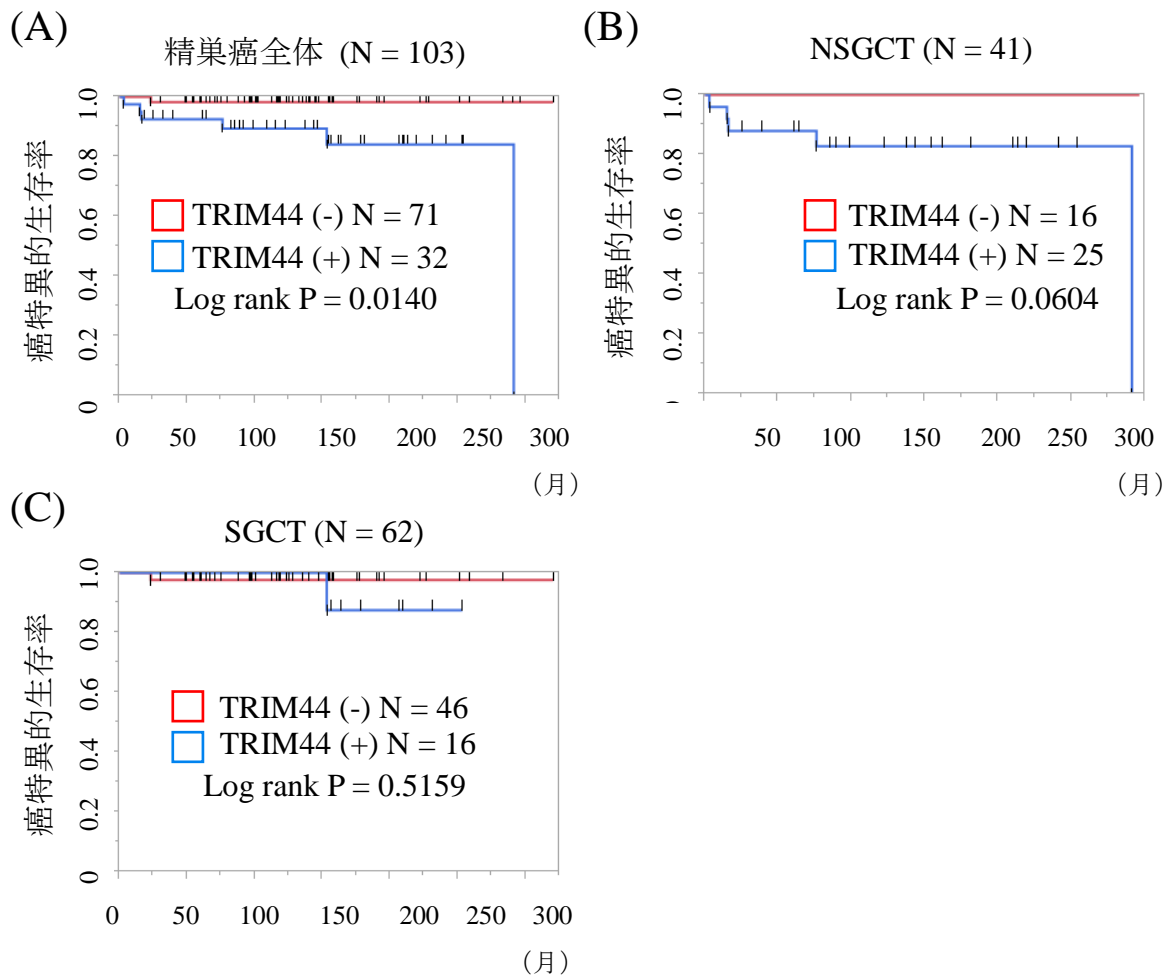 (A)
精巣癌全体 (N = 103)
癌特異的生存率
1.0
0.8
0.6
0.4
0.2
0
TRIM44 (-) N = 71
TRIM44 (+) N = 32
Log rank P = 0.0140
0 50 100 150 200 250 300
（月）
(B)
NSGCT (N = 41)
癌特異的生存率
1.0
0.8
0.6
0.4
0.2
0
TRIM44 (-) N = 16
TRIM44 (+) N = 25
Log rank P = 0.0604
50 100 150 200 250 300
（月）
(C)
SGCT (N = 62)
癌特異的生存率
1.0
0.8
0.6
0.4
0.2
0
TRIM44 (-) N = 46
TRIM44 (+) N = 16
Log rank P = 0.5159
0 50 100 150 200 250 300
（月）